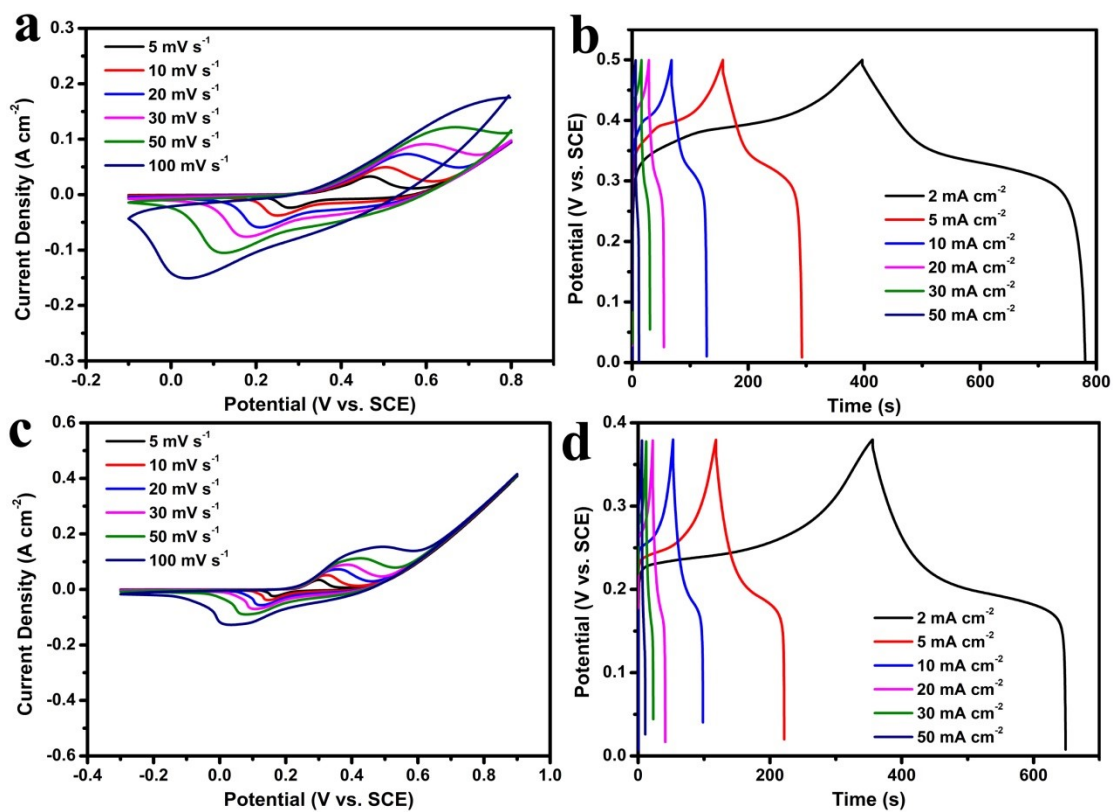 a
5 mV s⁻¹
10 mV s⁻¹
20 mV s⁻¹
30 mV s⁻¹
50 mV s⁻¹
100 mV s⁻¹
0.3
0.2
0.1
0.0
-0.1
-0.2
-0.3
Current Density (A cm⁻²)
-0.2
0.0
0.2
0.4
0.6
0.8
Potential (V vs. SCE)
b
2 mA cm⁻²
5 mA cm⁻²
10 mA cm⁻²
20 mA cm⁻²
30 mA cm⁻²
50 mA cm⁻²
0.5
0.4
0.3
0.2
0.1
0.0
Potential (V vs. SCE)
0
200
400
600
800
Time (s)
c
5 mV s⁻¹
10 mV s⁻¹
20 mV s⁻¹
30 mV s⁻¹
50 mV s⁻¹
100 mV s⁻¹
0.6
0.4
0.2
0.0
-0.2
-0.4
-0.6
Current Density (A cm⁻²)
-0.4
-0.2
0.0
0.2
0.4
0.6
0.8
1.0
Potential (V vs. SCE)
d
2 mA cm⁻²
5 mA cm⁻²
10 mA cm⁻²
20 mA cm⁻²
30 mA cm⁻²
50 mA cm⁻²
0.4
0.3
0.2
0.1
0.0
Potential (V vs. SCE)
0
200
400
600
Time (s)